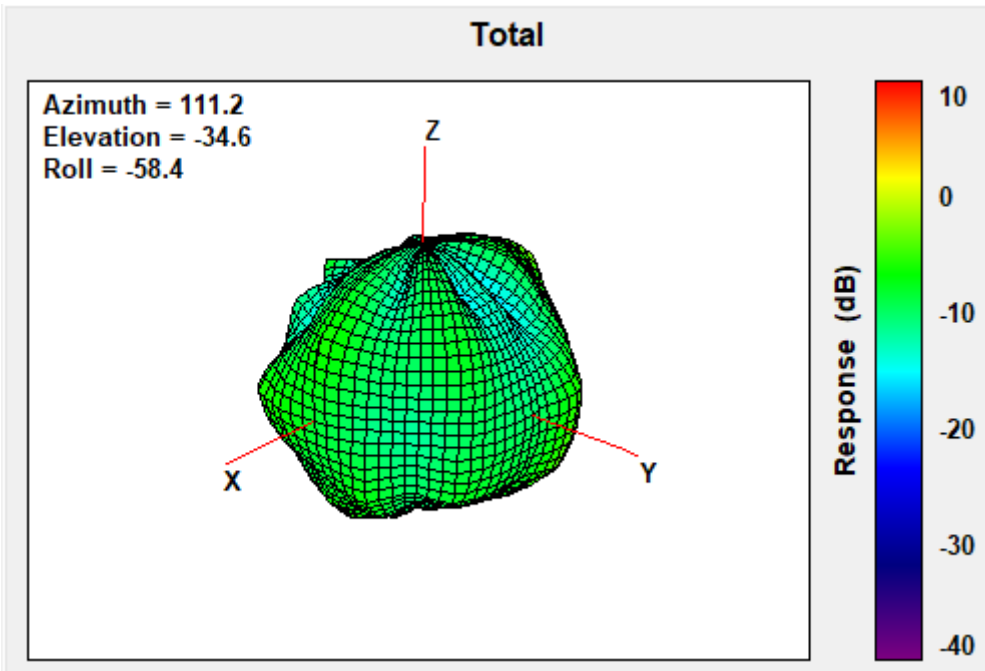 Total
Azimuth = 111.2
Elevation = -34.6
Roll = -58.4
Z
X
Y
10
0
-10
-20
-30
-40
Response (dB)